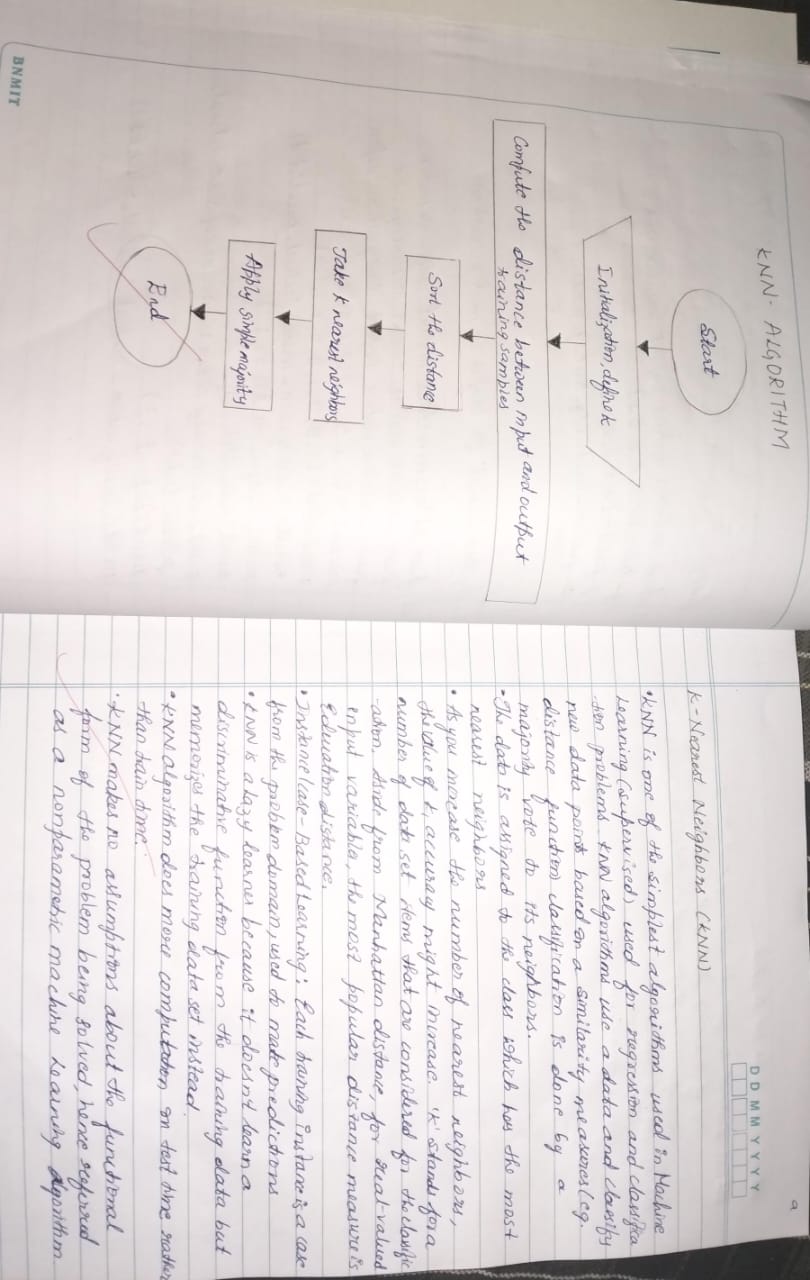 KNN- ALGORITHM
Start
Initialization, define k
Compute the distance between input and output
training samples
Sort the distance
Take k nearest neighbors
Apply simple majority
End
BNMIT
9
D D M M Y Y Y Y
K-Nearest Neighbors (KNN)
• KNN is one of the simplest algorithms used in Machine
Learning (supervised) used for regression and classifica
-tion problems. KNN algorithms use a data and classify
new data points based on a similarity measures (eg.
distance function) classification is done by a
majority vote to its neighbors.
• The data is assigned to the class which has the most
nearest neighbors
• As you increase the number of nearest neighbors,
the value of k, accuracy might increase. 'K' stands for a
number of data set items that are considered for the classific
-ation. Aside from Manhattan distance, for real-valued
input variable, the most popular distance measure is
Education distance.
• Instance/case-Based Learning: Each training instance is a case
from the problem domain, used to make predictions
• KNN is a lazy learner because it doesn't learn a
discriminative function from the training data but
memorizes the training data set instead.
• KNN algorithm does more computation on test time rather
than train time.
• KNN makes no assumptions about the functional
form of the problem being solved, hence referred
as a nonparametric machine Learning algorithm